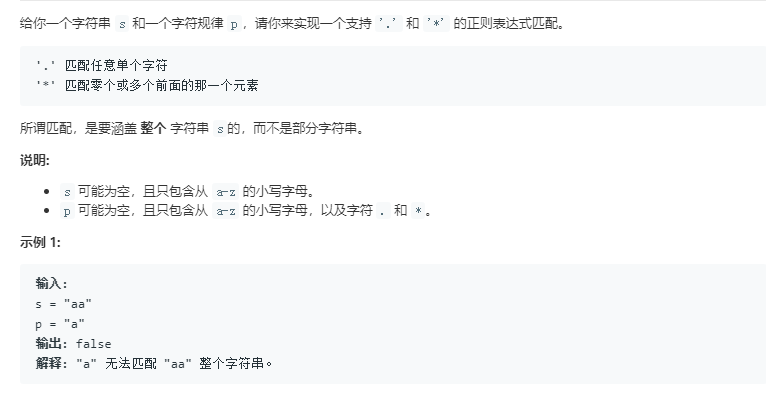 给你一个字符串 s 和一个字符规律 p，请你来实现一个支持 '.' 和 '*' 的正则表达式匹配。
'.' 匹配任意单个字符
'*' 匹配零个或多个前面的那一个元素
所谓匹配，是要涵盖 整个 字符串 s 的，而不是部分字符串。
说明:
s 可能为空，且只包含从 a-z 的小写字母。
p 可能为空，且只包含从 a-z 的小写字母，以及字符 . 和 *。
示例 1:
输入:
s = "aa"
p = "a"
输出: false
解释: "a" 无法匹配 "aa" 整个字符串。